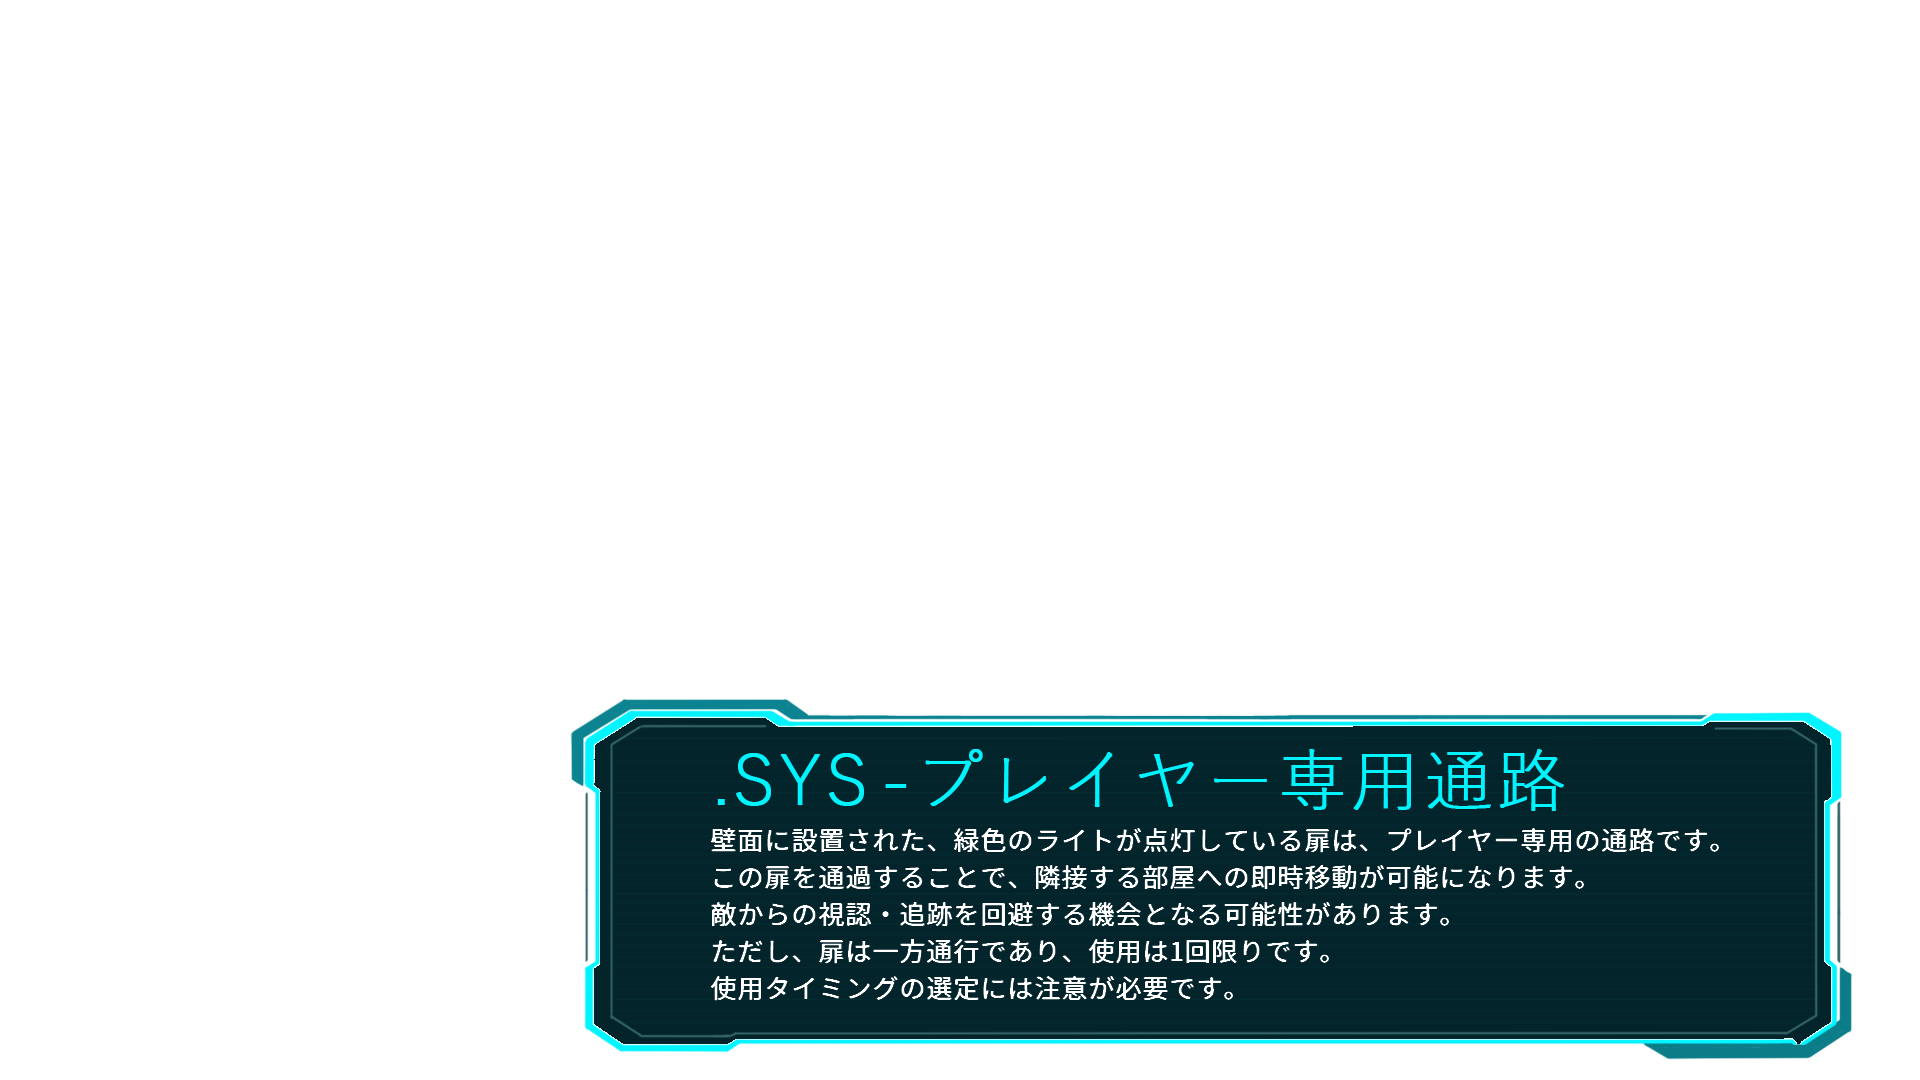 .SYS-プレイヤー専用通路
壁面に設置された、緑色のライトが点灯している扉は、プレイヤー専用の通路です。
この扉を通過することで、隣接する部屋への即時移動が可能になります。
敵からの視認・追跡を回避する機会となる可能性があります。
ただし、扉は一方通行であり、使用は1回限りです。
使用タイミングの選定には注意が必要です。